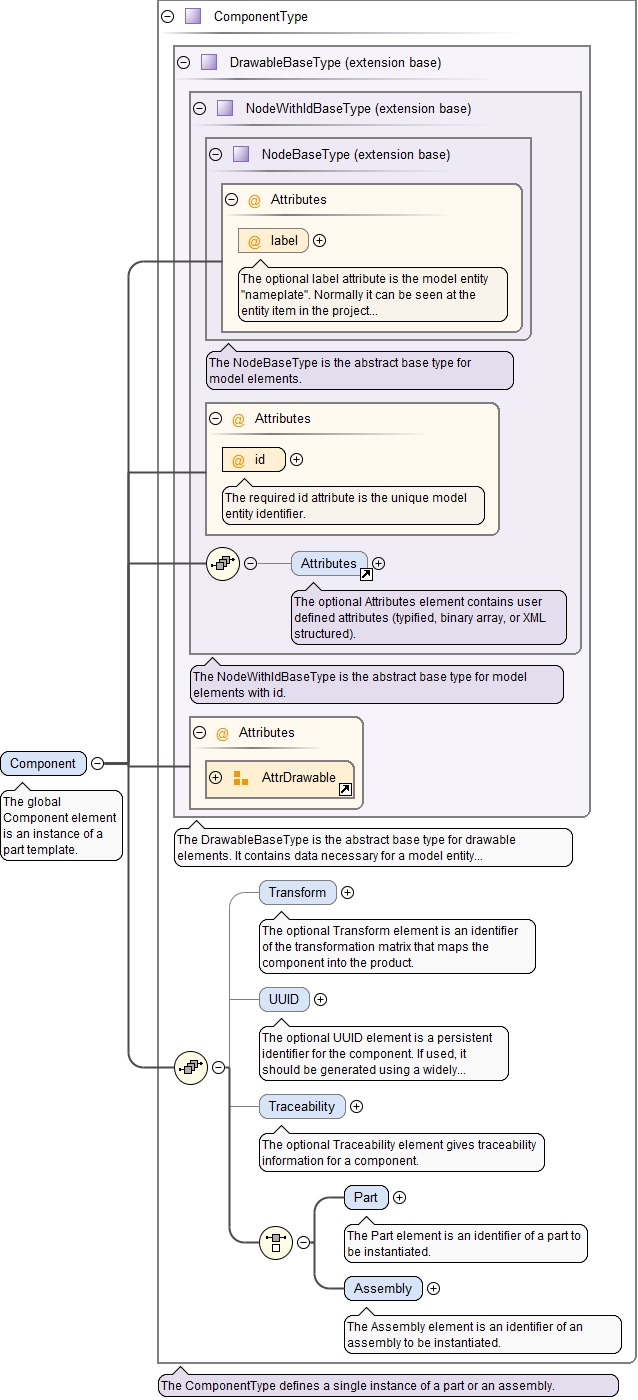 ComponentType
DrawableBaseType (extension base)
NodeWithIdBaseType (extension base)
NodeBaseType (extension base)
@ Attributes
@ label
The optional label attribute is the model entity
"nameplate". Normally it can be seen at the
entity item in the project...
The NodeBaseType is the abstract base type for
model elements.
@ Attributes
@ id
The required id attribute is the unique model
entity identifier.
Attributes
The optional Attributes element contains user
defined attributes (typified, binary array, or XML
structured).
The NodeWithIdBaseType is the abstract base type for model
elements with id.
@ Attributes
AttrDrawable
Component
The global
Component element
is an instance of a
part template.
The DrawableBaseType is the abstract base type for drawable
elements. It contains data necessary for a model entity...
Transform
The optional Transform element is an identifier
of the transformation matrix that maps the
component into the product.
UUID
The optional UUID element is a persistent
identifier for the component. If used, it
should be generated using a widely...
Traceability
The optional Traceability element gives traceability
information for a component.
Part
The Part element is an identifier of a part to
be instantiated.
Assembly
The Assembly element is an identifier of an
assembly to be instantiated.
The ComponentType defines a single instance of a part or an assembly.